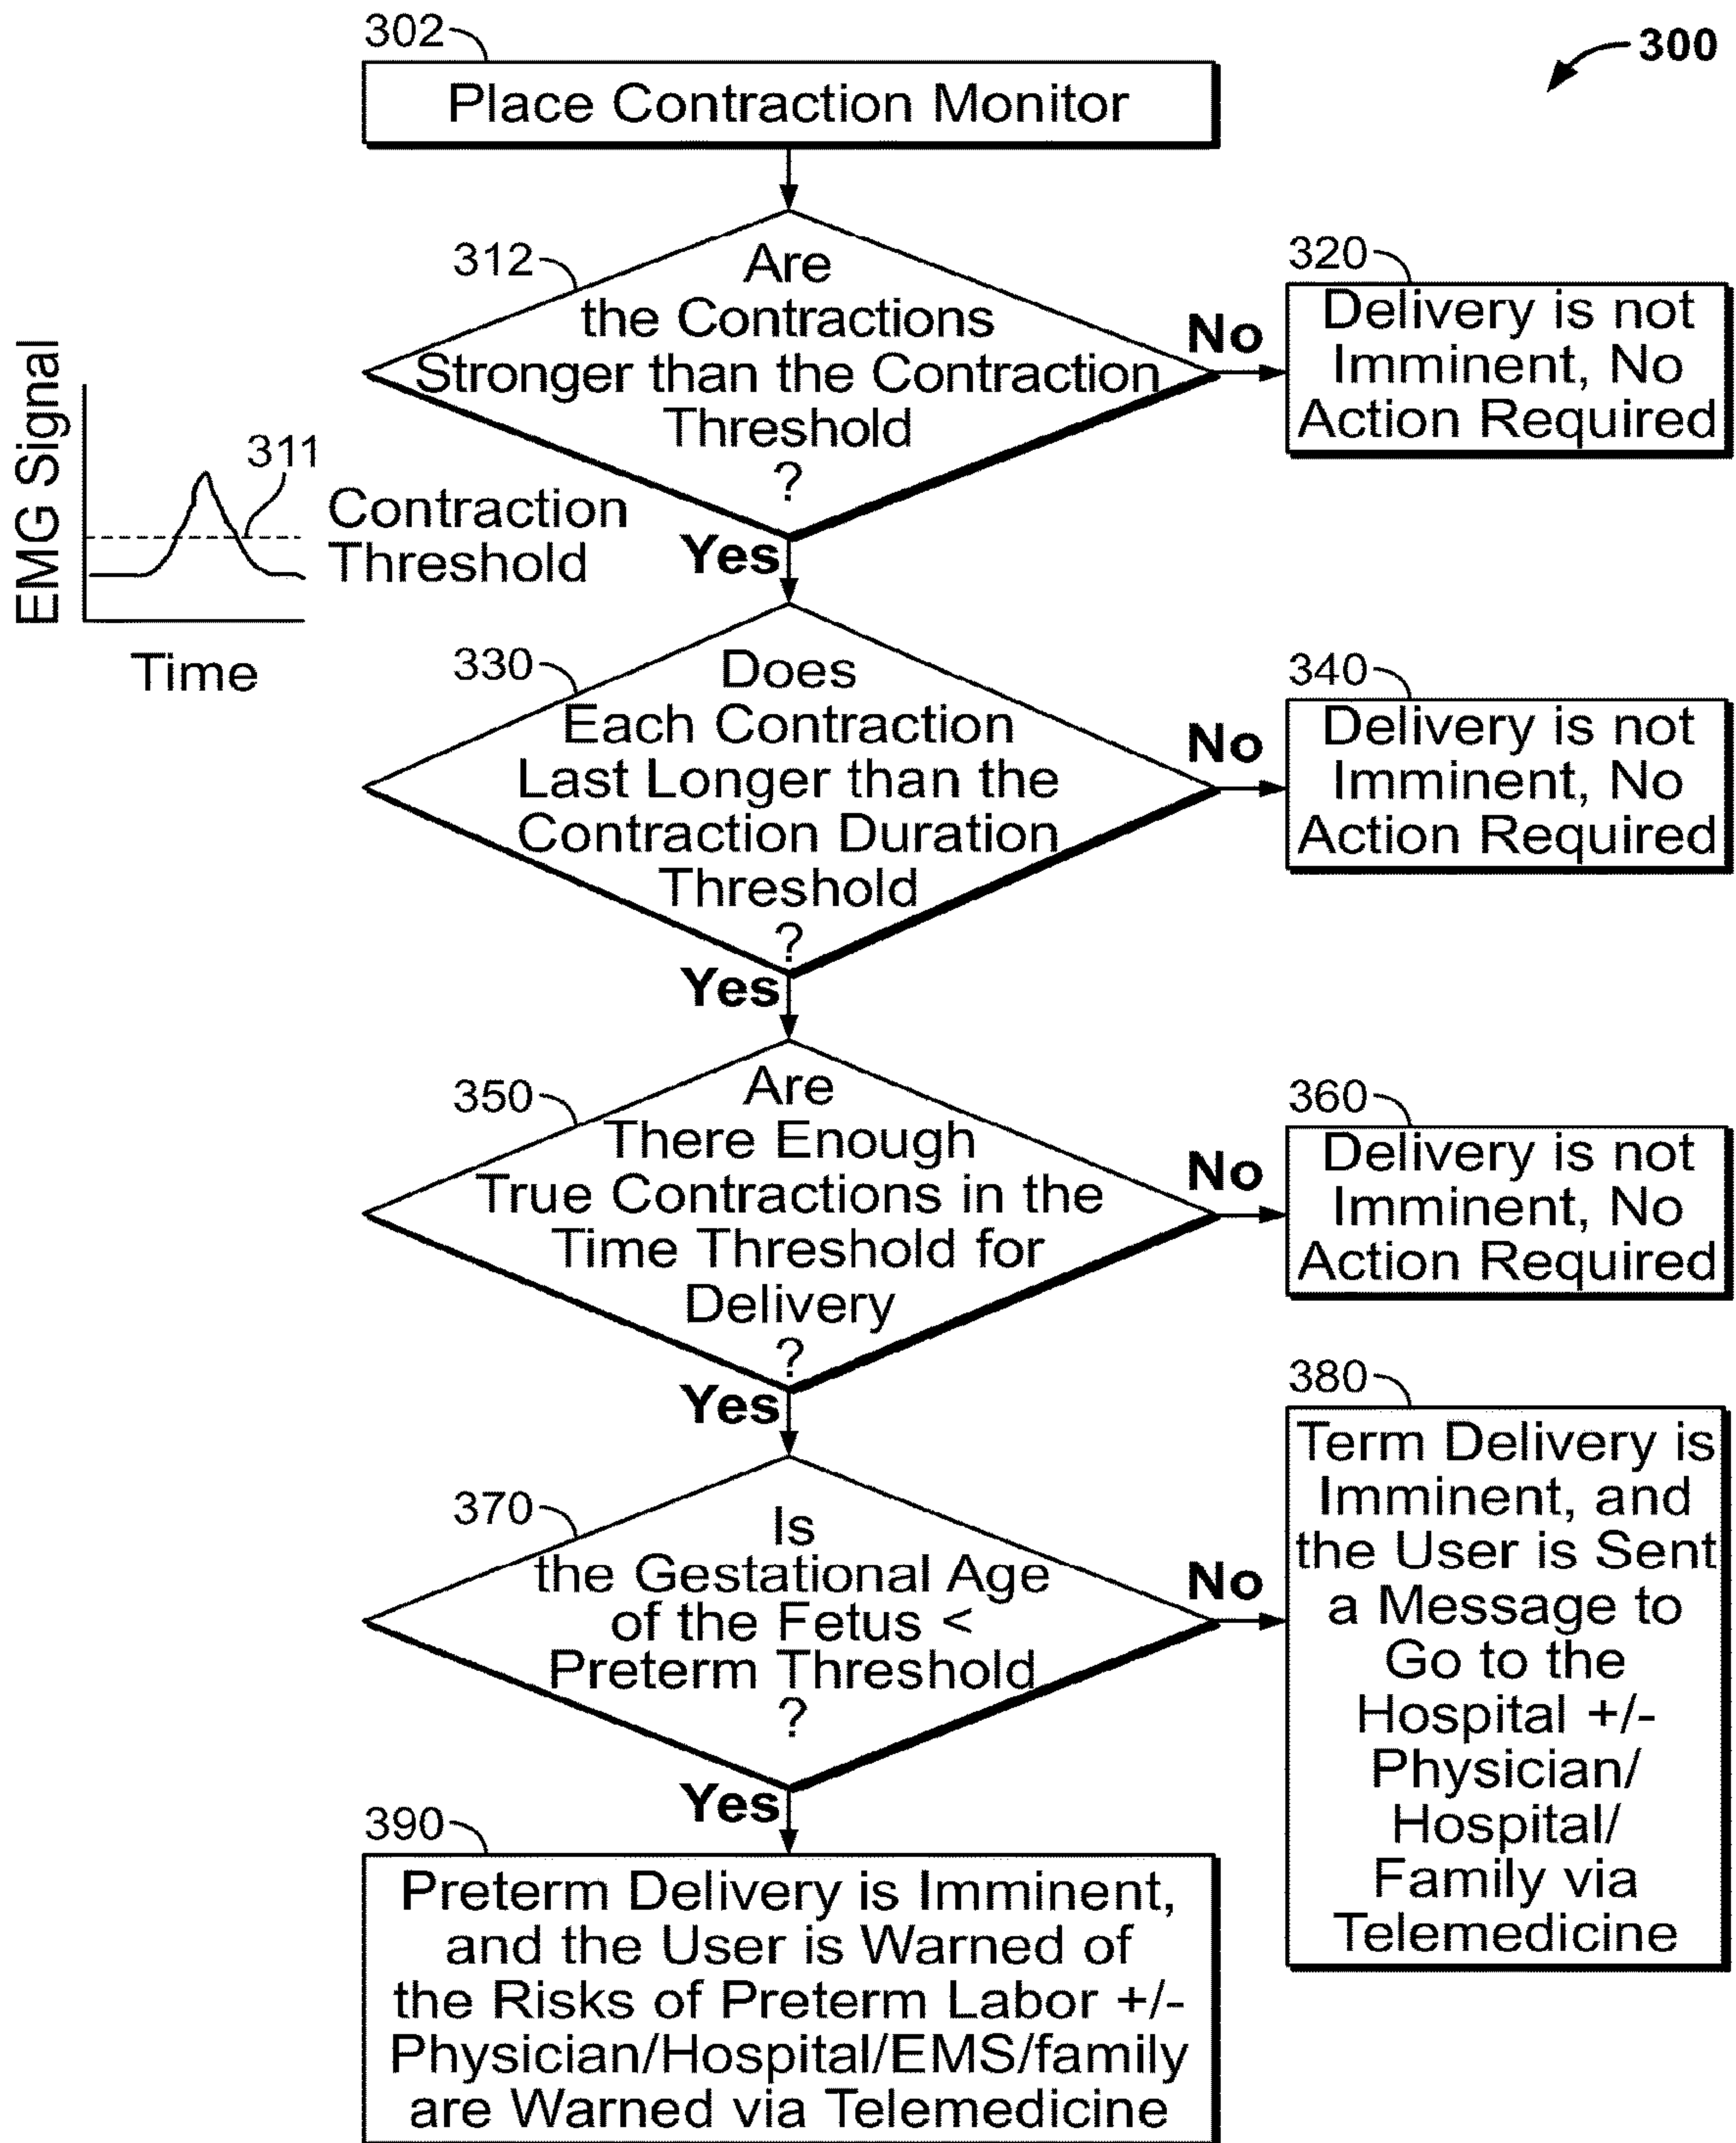 302
300
Place Contraction Monitor
312
Are
the Contractions
Stronger than the Contraction
Threshold
?
No
320
Delivery is not
Imminent, No
Action Required
EMG Signal
311
Contraction
Threshold
Time
Yes
330
Does
Each Contraction
Last Longer than the
Contraction Duration
Threshold
?
No
340
Delivery is not
Imminent, No
Action Required
Yes
350
Are
There Enough
True Contractions in the
Time Threshold for
Delivery
?
No
360
Delivery is not
Imminent, No
Action Required
Yes
370
Is
the Gestational Age
of the Fetus <
Preterm Threshold
?
No
380
Term Delivery is
Imminent, and
the User is Sent
a Message to
Go to the
Hospital +/-
Physician/
Hospital/
Family via
Telemedicine
Yes
390
Preterm Delivery is Imminent,
and the User is Warned of
the Risks of Preterm Labor +/-
Physician/Hospital/EMS/family
are Warned via Telemedicine